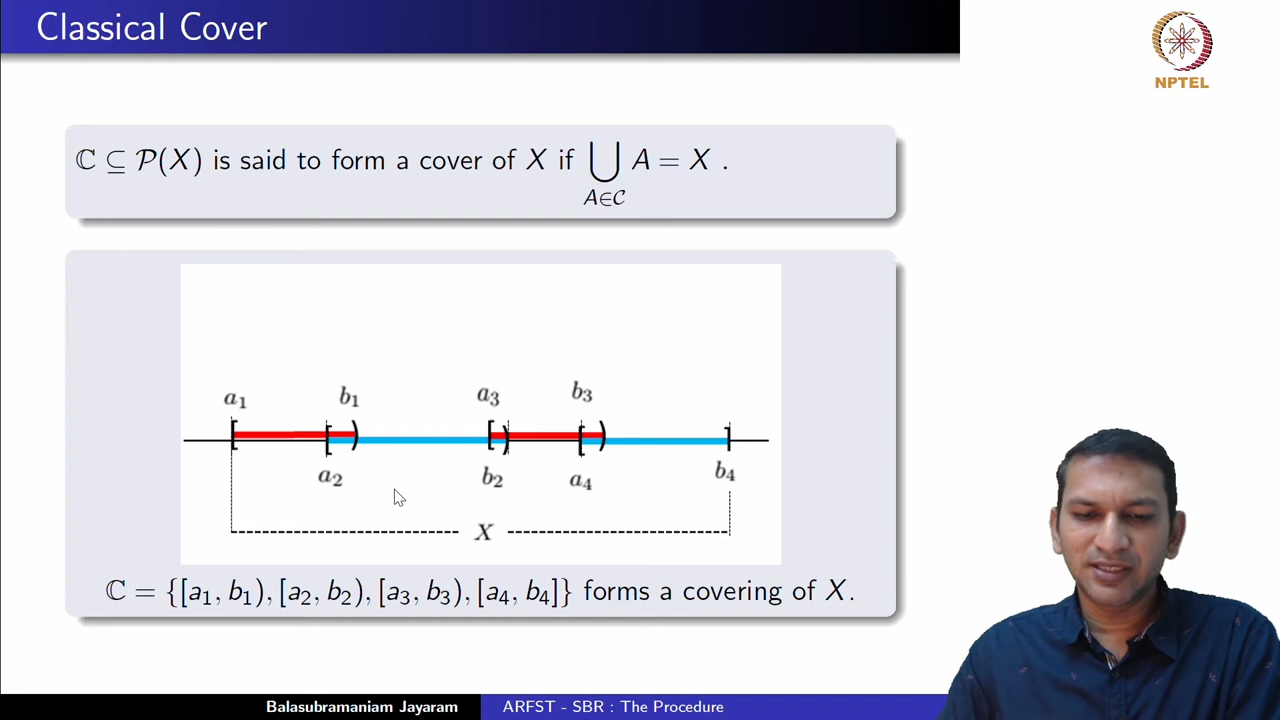 Classical Cover
NPTEL
ℂ ⊆ 𝒫(X) is said to form a cover of X if ⋃ A = X .
A∈𝒞
a₁ b₁ a₃ b₃
a₂ b₂ a₄ b₄
X
ℂ = {[a₁, b₁), [a₂, b₂), [a₃, b₃), [a₄, b₄]} forms a covering of X.
Balasubramaniam Jayaram ARFST - SBR : The Procedure